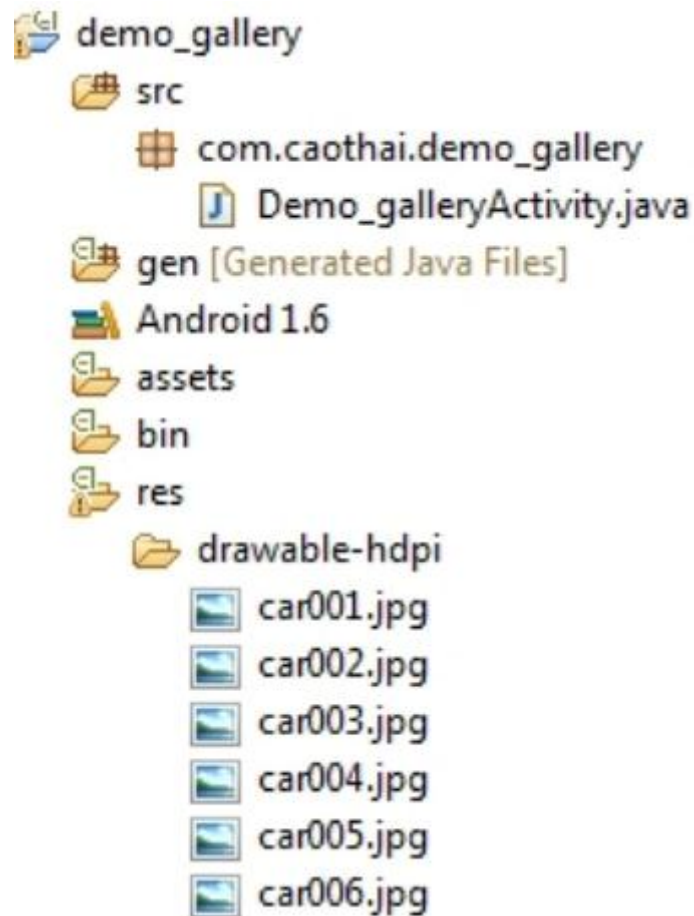 demo_gallery
src
com.caothai.demo_gallery
Demo_galleryActivity.java
gen [Generated Java Files]
Android 1.6
assets
bin
res
drawable-hdpi
car001.jpg
car002.jpg
car003.jpg
car004.jpg
car005.jpg
car006.jpg